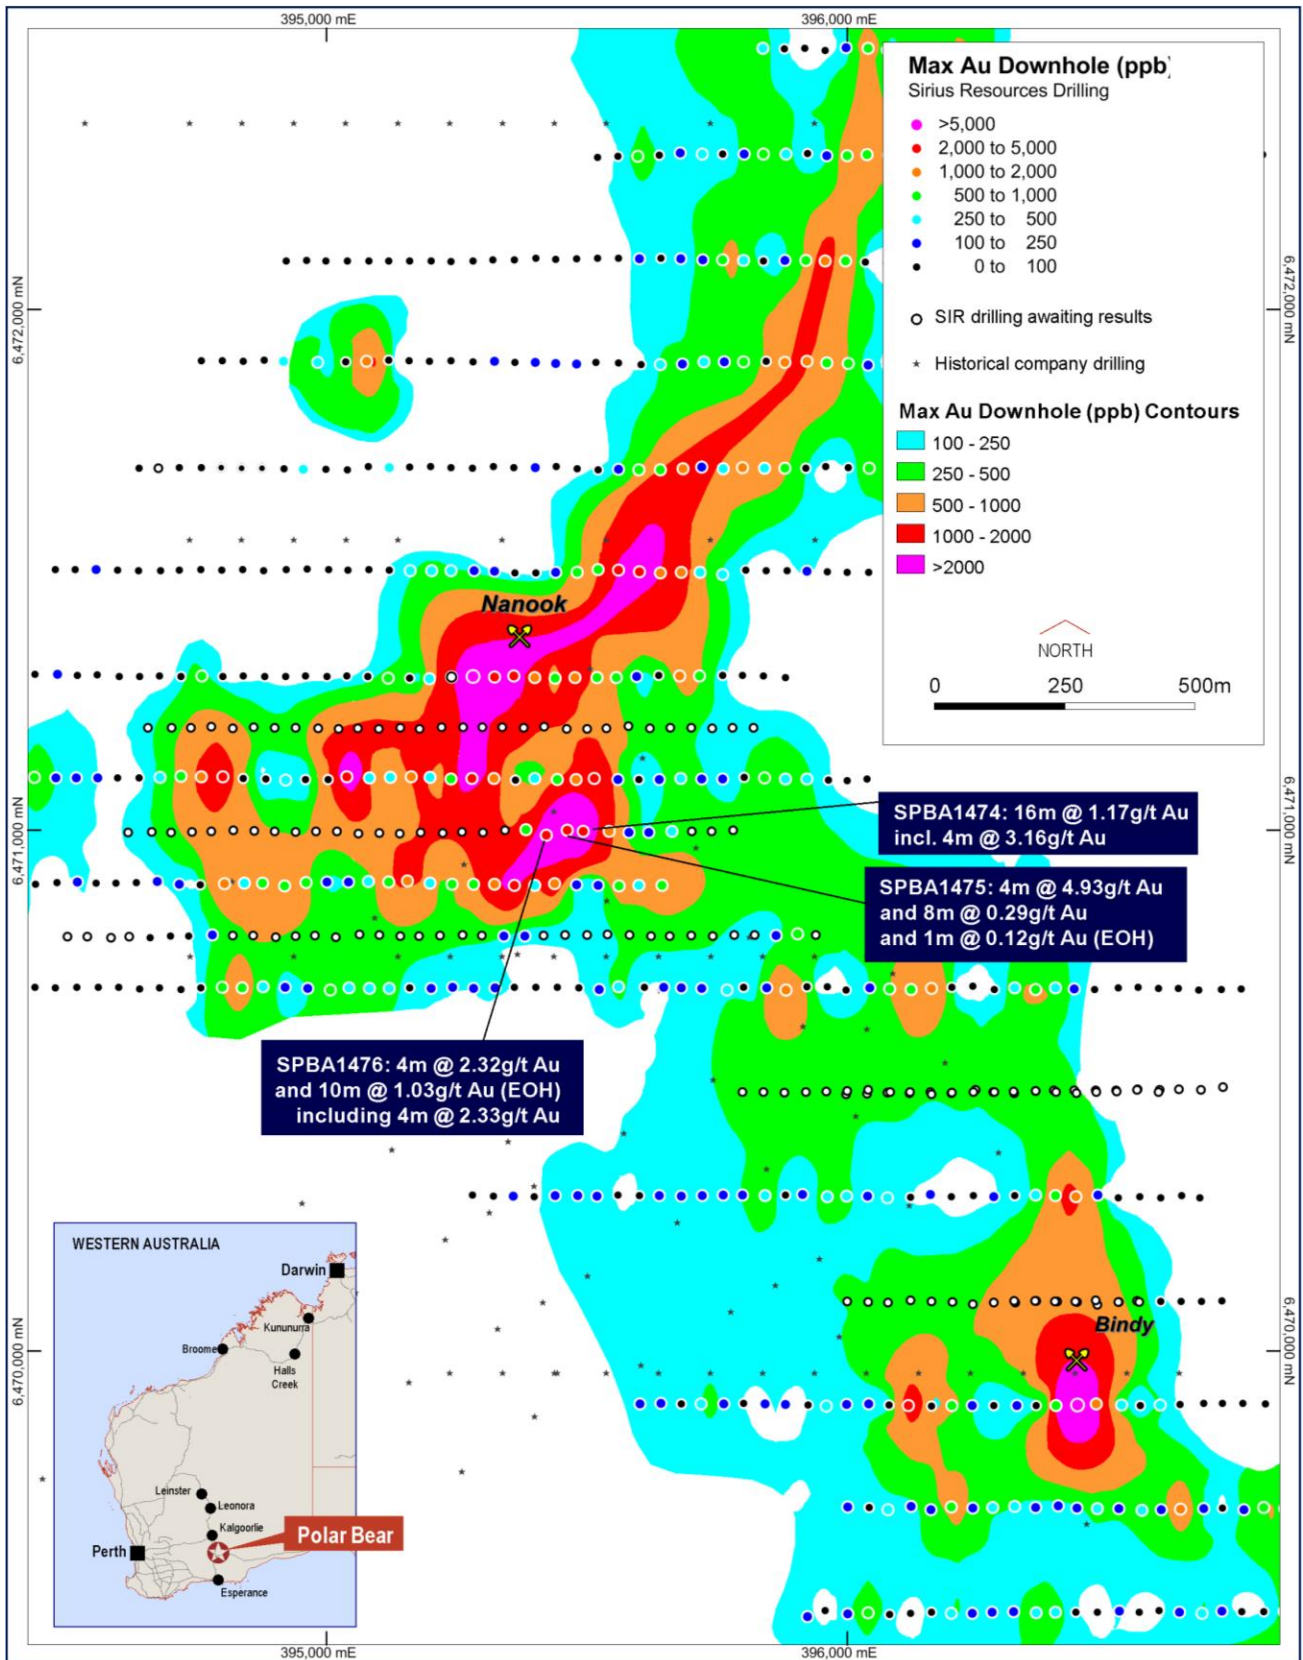 395,000 mE
396,000 mE
Max Au Downhole (ppb)
Sirius Resources Drilling
>5,000
2,000 to 5,000
1,000 to 2,000
500 to 1,000
250 to 500
100 to 250
0 to 100
SIR drilling awaiting results
Historical company drilling
Max Au Downhole (ppb) Contours
100 - 250
250 - 500
500 - 1000
1000 - 2000
>2000
NORTH
0 250 500m
6,472,000 mN
6,472,000 mN
Nanook
6,471,000 mN
6,471,000 mN
SPBA1474: 16m @ 1.17g/t Au
incl. 4m @ 3.16g/t Au
SPBA1475: 4m @ 4.93g/t Au
and 8m @ 0.29g/t Au
and 1m @ 0.12g/t Au (EOH)
SPBA1476: 4m @ 2.32g/t Au
and 10m @ 1.03g/t Au (EOH)
including 4m @ 2.33g/t Au
Bindy
6,470,000 mN
6,470,000 mN
WESTERN AUSTRALIA
Darwin
Kununurra
Broome
Halls
Creek
Leinster
Leonora
Kalgoorlie
Polar Bear
Perth
Esperance
395,000 mE
396,000 mE